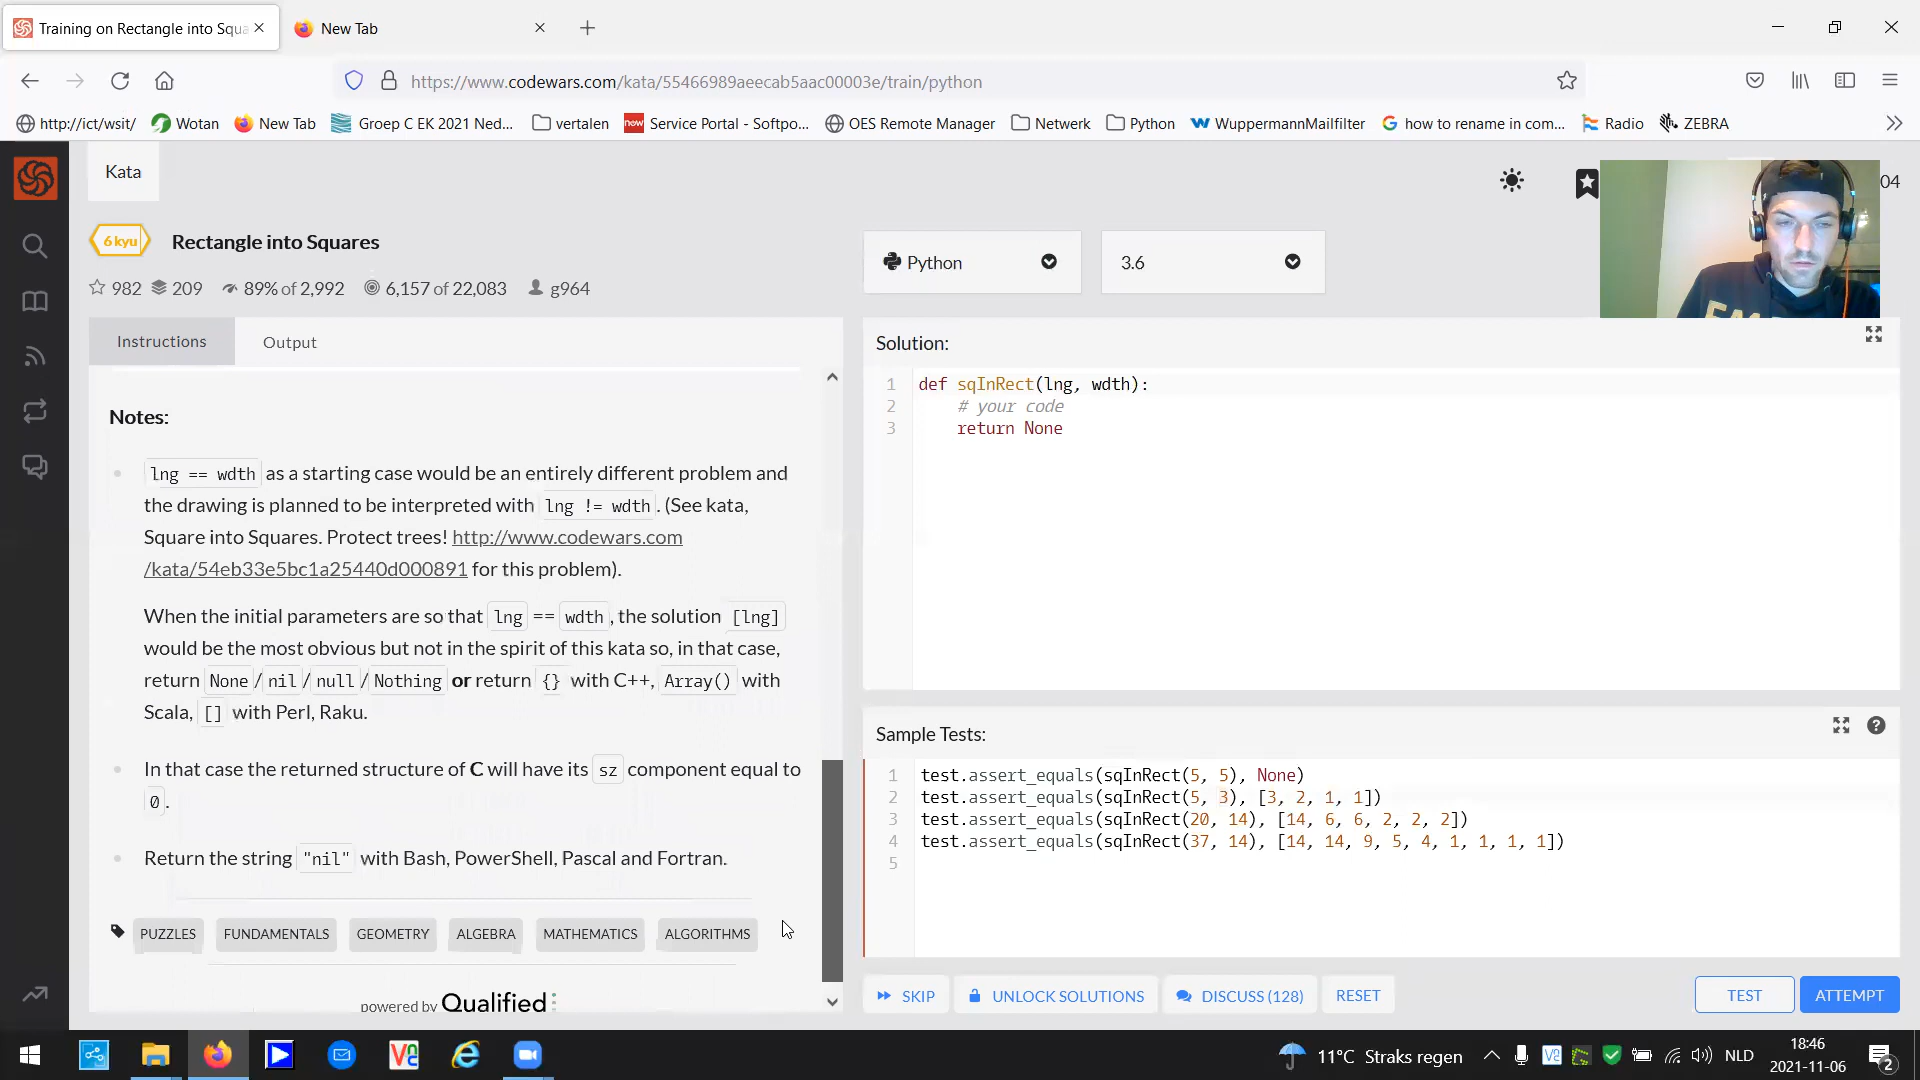 Training on Rectangle into Squa
New Tab
https://www.codewars.com/kata/55466989aeecab5aac00003e/train/python
http://ict/wsit/
Wotan
New Tab
Groep C EK 2021 Ned...
vertalen
now
Service Portal - Softpo...
OES Remote Manager
Netwerk
Python
WuppermannMailfilter
how to rename in com...
Radio
ZEBRA
Kata
04
6 kyu
Rectangle into Squares
982
209
89% of 2,992
6,157 of 22,083
g964
Python
3.6
Instructions
Output
Notes:
lng == wdth as a starting case would be an entirely different problem and
the drawing is planned to be interpreted with lng != wdth. (See kata,
Square into Squares. Protect trees! http://www.codewars.com
/kata/54eb33e5bc1a25440d000891 for this problem).
When the initial parameters are so that lng == wdth, the solution [lng]
would be the most obvious but not in the spirit of this kata so, in that case,
return None/nil/null/Nothing or return {} with C++, Array() with
Scala, [] with Perl, Raku.
In that case the returned structure of C will have its sz component equal to
0.
Return the string "nil" with Bash, PowerShell, Pascal and Fortran.
PUZZLES
FUNDAMENTALS
GEOMETRY
ALGEBRA
MATHEMATICS
ALGORITHMS
powered by Qualified
Solution:
1 def sqInRect(lng, wdth):
2 # your code
3 return None
Sample Tests:
1 test.assert_equals(sqInRect(5, 5), None)
2 test.assert_equals(sqInRect(5, 3), [3, 2, 1, 1])
3 test.assert_equals(sqInRect(20, 14), [14, 6, 6, 2, 2, 2])
4 test.assert_equals(sqInRect(37, 14), [14, 14, 9, 5, 4, 1, 1, 1, 1])
5
SKIP
UNLOCK SOLUTIONS
DISCUSS (128)
RESET
TEST
ATTEMPT
11°C Straks regen
NLD
18:46
2021-11-06
2